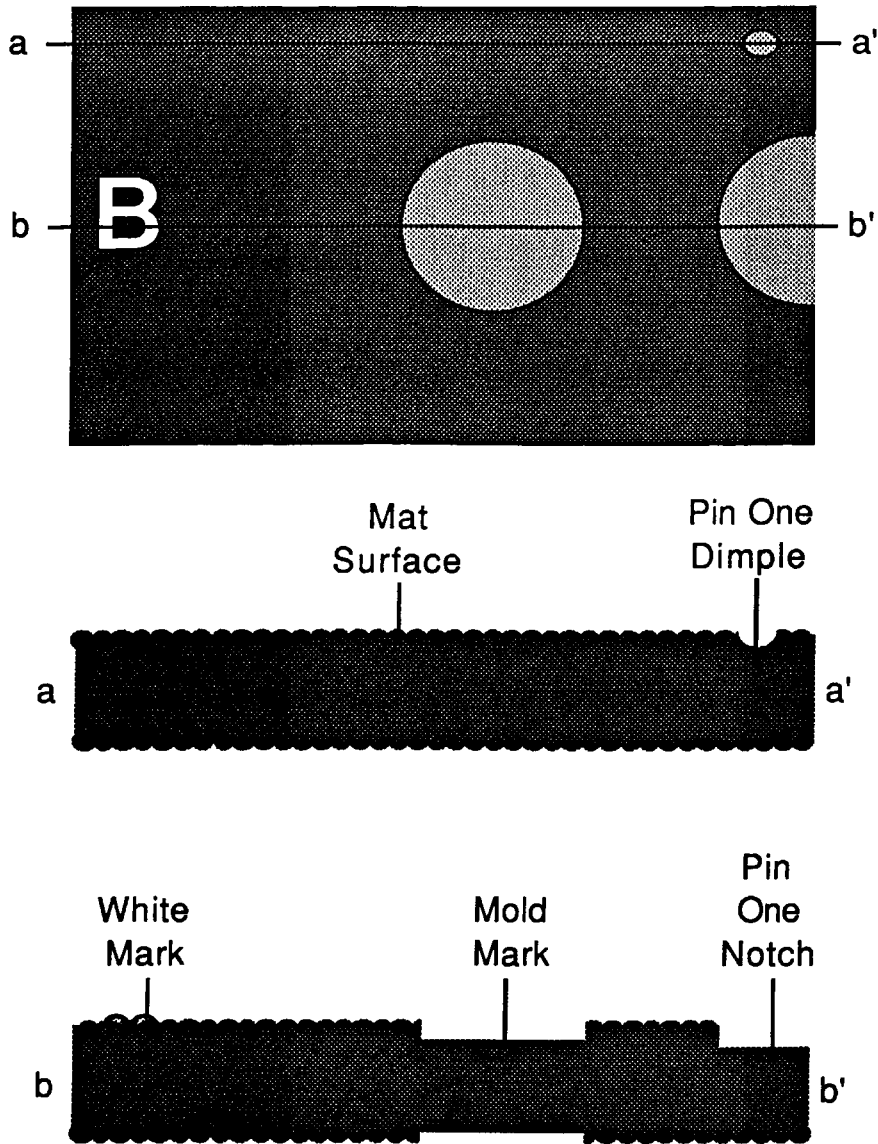 a a'
B
b b'
Mat
Surface
Pin One
Dimple
a a'
White
Mark
Mold
Mark
Pin
One
Notch
b b'